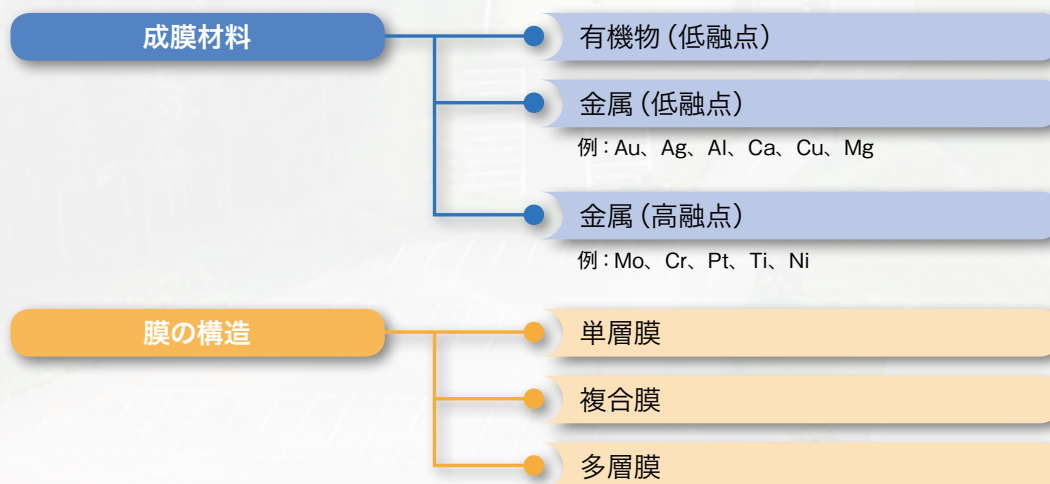 成膜材料
有機物（低融点）
金属（低融点）
例：Au、Ag、Al、Ca、Cu、Mg
金属（高融点）
例：Mo、Cr、Pt、Ti、Ni
膜の構造
単層膜
複合膜
多層膜